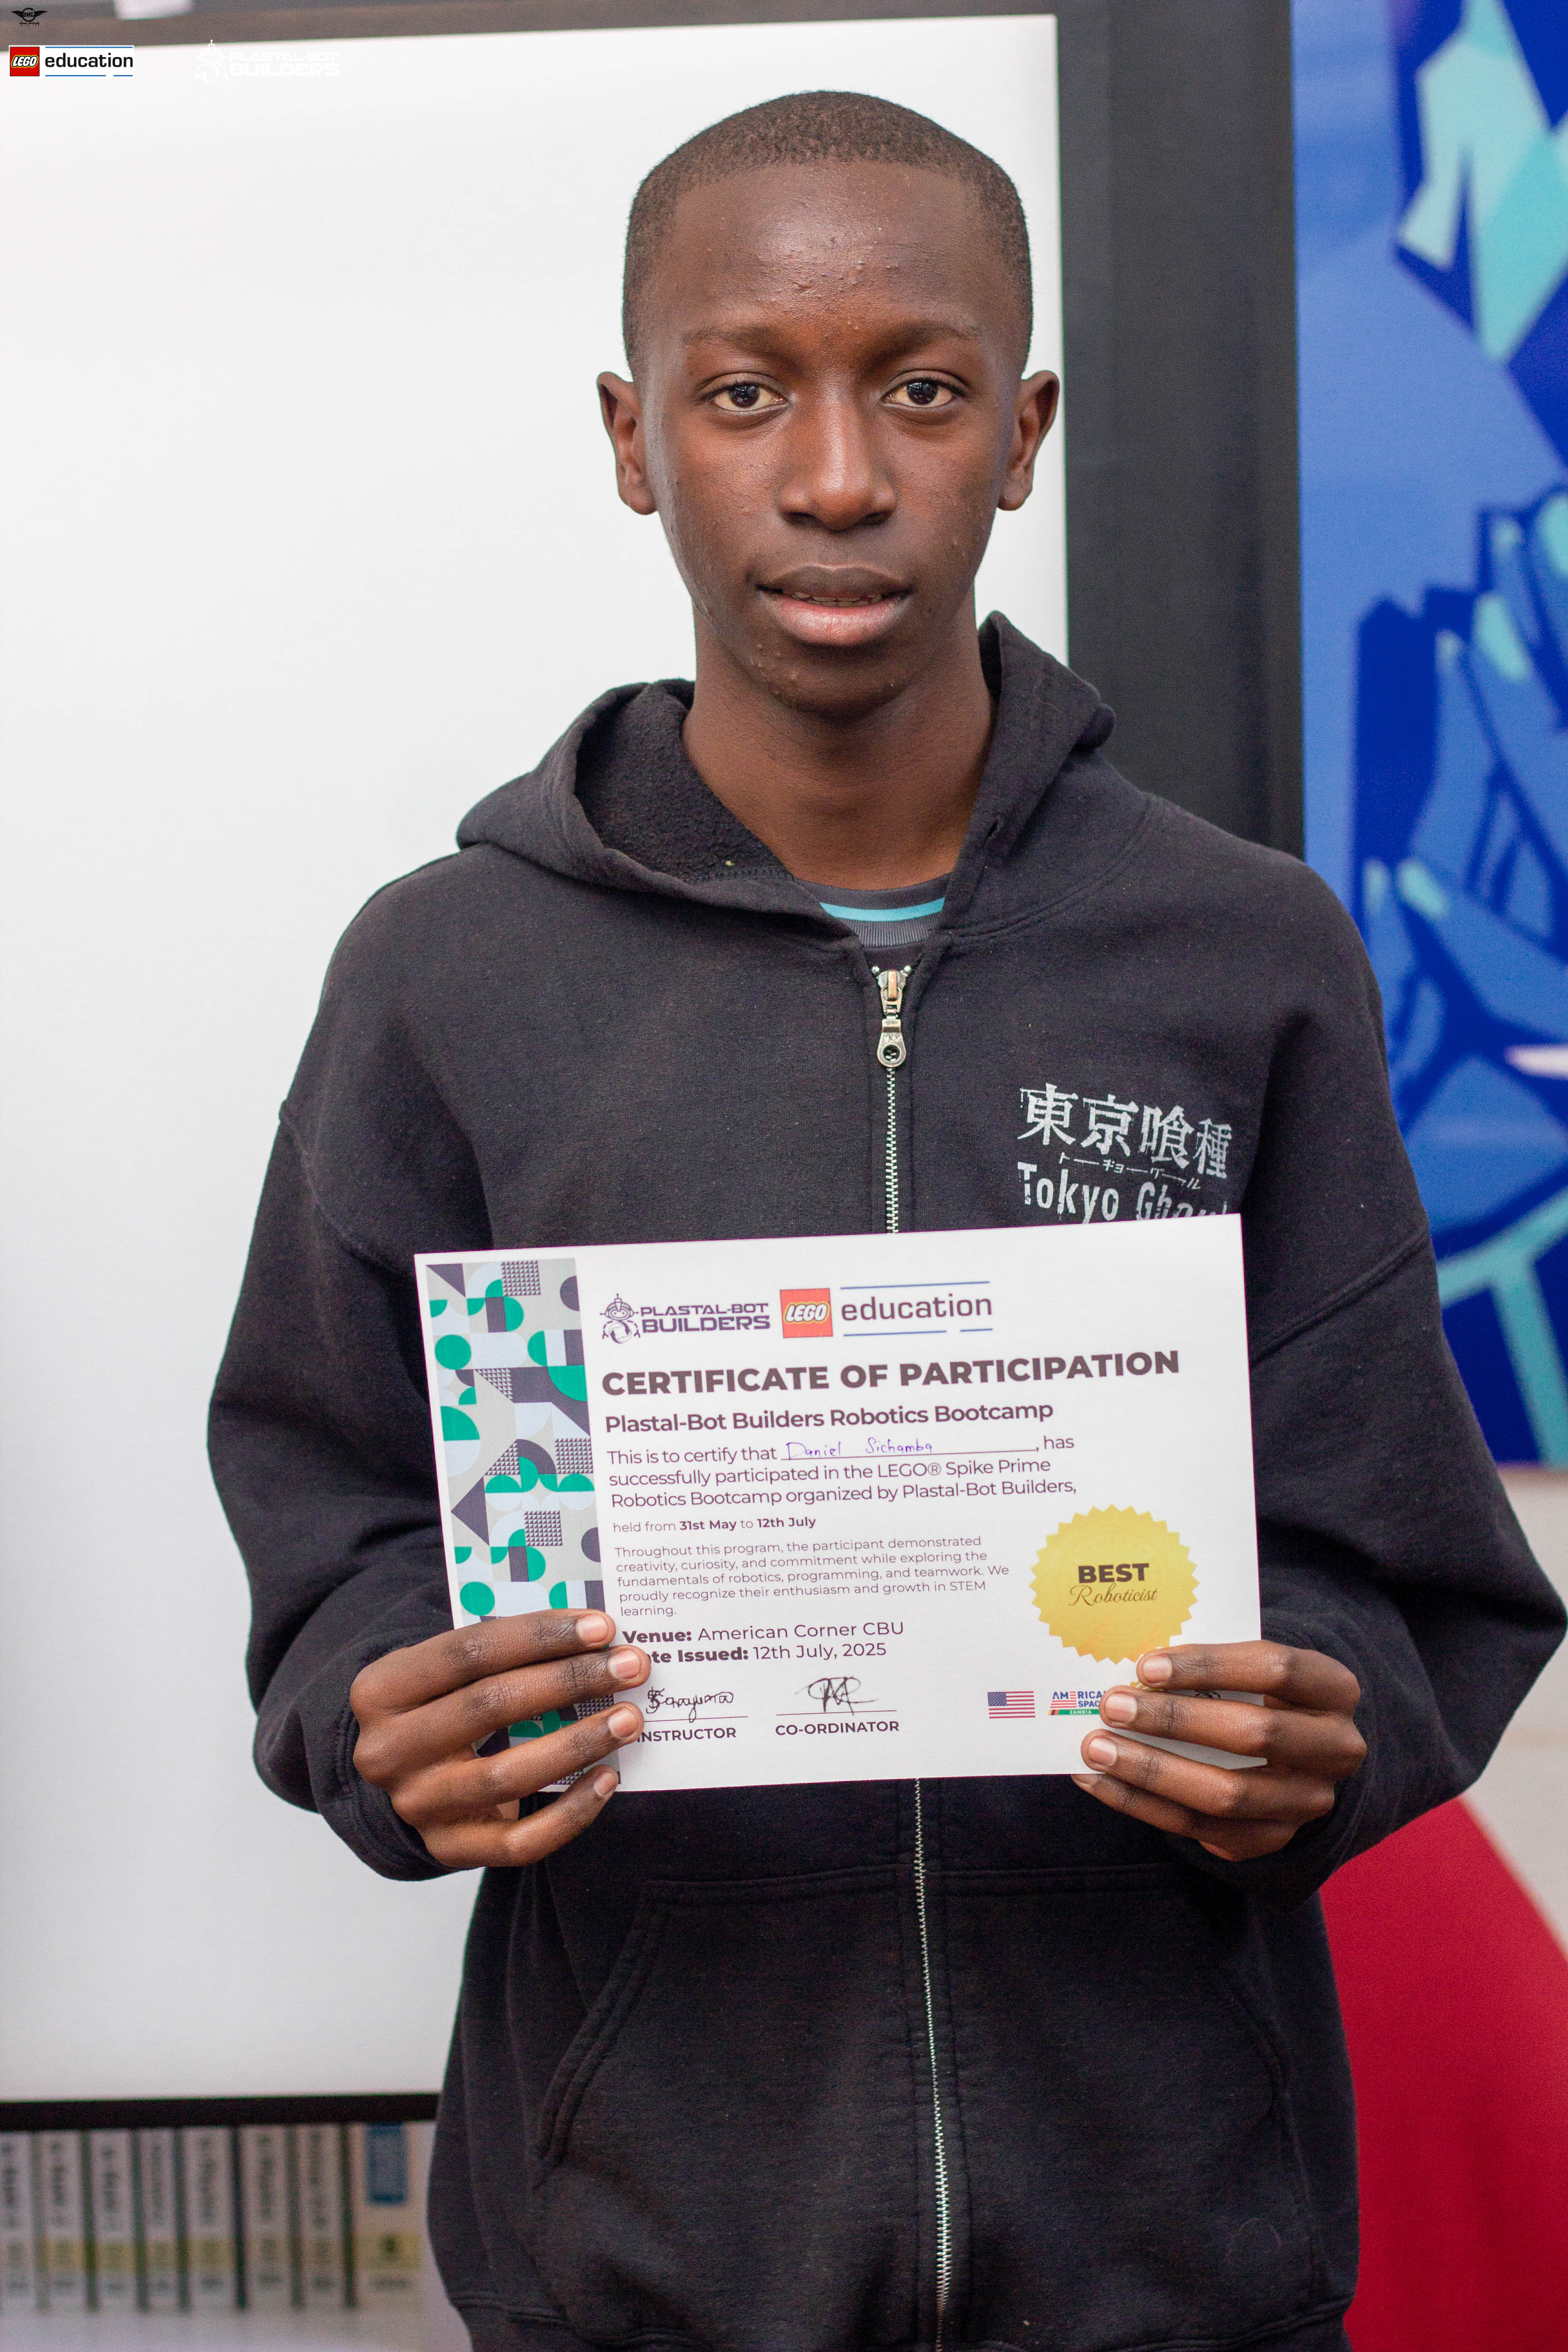 LEGO education
PLASTAL-BOT
BUILDERS
東京喰種
トーキョーグール
Tokyo
PLASTAL-BOT
BUILDERS
LEGO education
CERTIFICATE OF PARTICIPATION
Plastal-Bot Builders Robotics Bootcamp
This is to certify that Daniel Sichamba, has
successfully participated in the LEGO® Spike Prime
Robotics Bootcamp organized by Plastal-Bot Builders,
held from 31st May to 12th July
Throughout this program, the participant demonstrated
creativity, curiosity, and commitment while exploring the
fundamentals of robotics, programming, and teamwork. We
proudly recognize their enthusiasm and growth in STEM
learning.
BEST
Roboticist
Venue: American Corner CBU
te Issued: 12th July, 2025
INSTRUCTOR
CO-ORDINATOR
AMERICA
SPAC
ZAMBIA